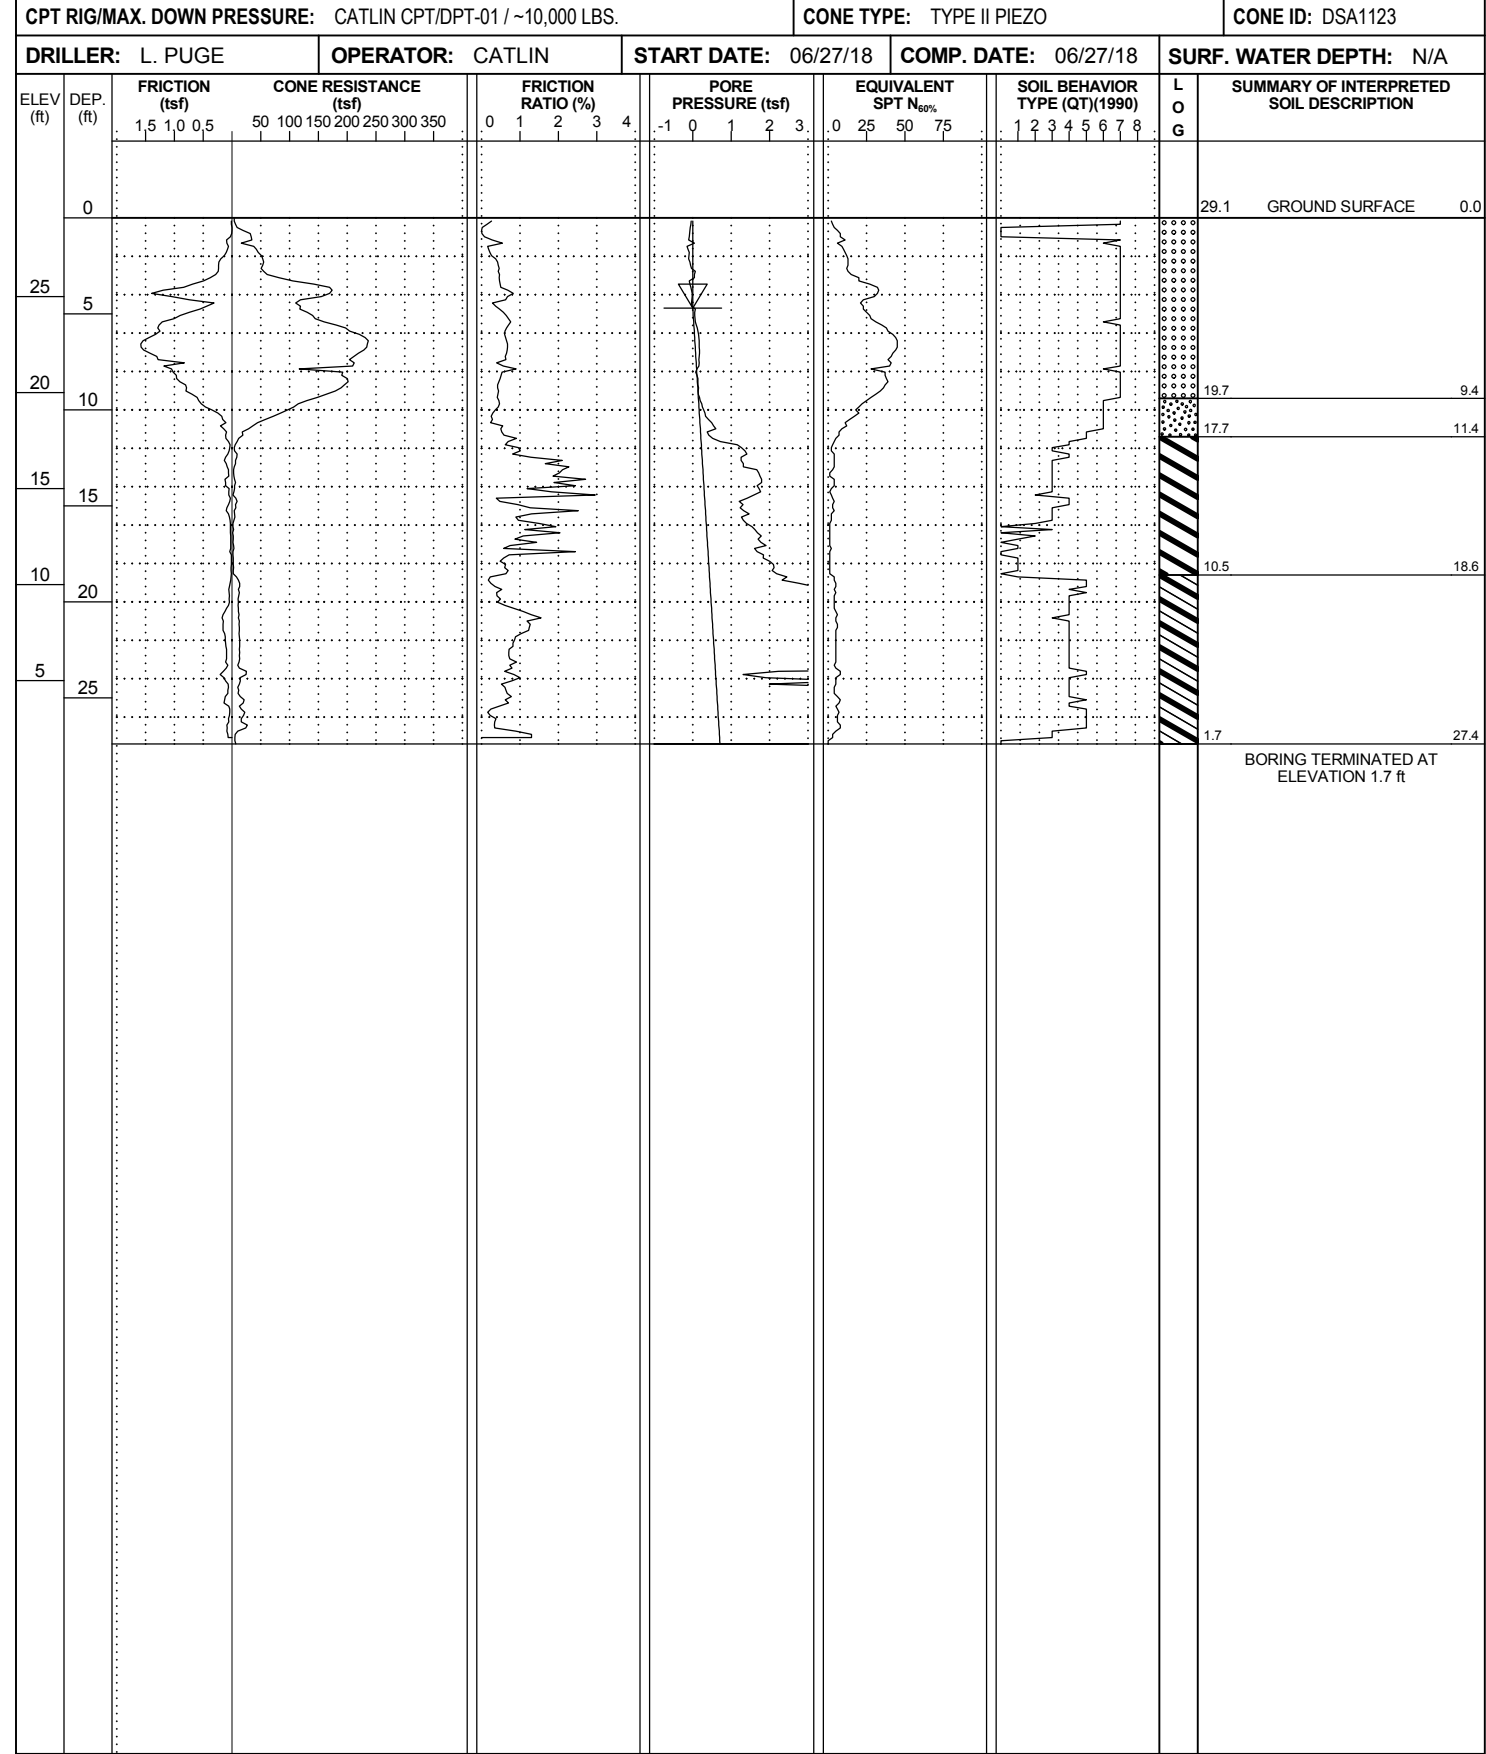 CPT RIG/MAX. DOWN PRESSURE: CATLIN CPT/DPT-01 / ~10,000 LBS. CONE TYPE: TYPE II PIEZO CONE ID: DSA1123
DRILLER: L. PUGE OPERATOR: CATLIN START DATE: 06/27/18 COMP. DATE: 06/27/18 SURF. WATER DEPTH: N/A
ELEV (ft)
DEP. (ft)
FRICTION
(tsf)
1.5 1.0 0.5
CONE RESISTANCE
(tsf)
50 100 150 200 250 300 350
FRICTION
RATIO (%)
0 1 2 3 4
PORE
PRESSURE (tsf)
-1 0 1 2 3
EQUIVALENT
SPT N60%
0 25 50 75
SOIL BEHAVIOR
TYPE (QT)(1990)
1 2 3 4 5 6 7 8
L
O
G
SUMMARY OF INTERPRETED
SOIL DESCRIPTION
0
29.1 GROUND SURFACE 0.0
25
5
20
19.7 9.4
10
17.7 11.4
15
15
10
10.5 18.6
20
5
25
1.7 27.4
BORING TERMINATED AT
ELEVATION 1.7 ft